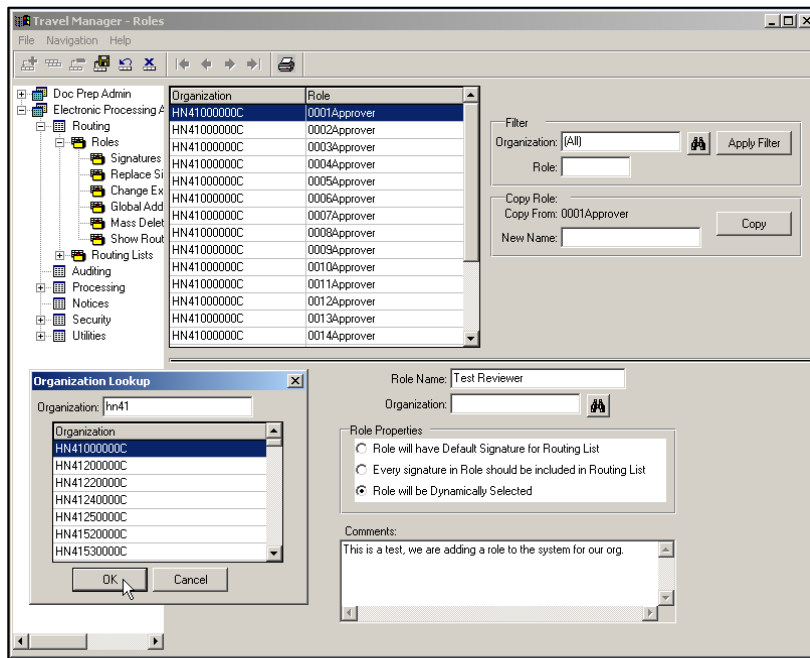 Travel Manager - Roles
File Navigation Help
Doc Prep Admin
Electronic Processing A
Routing
Roles
Signatures
Replace Si
Change Ex
Global Add
Mass Delet
Show Rout
Routing Lists
Auditing
Processing
Notices
Security
Utilities
Organization Role
HN41000000C 0001Approver
HN41000000C 0002Approver
HN41000000C 0003Approver
HN41000000C 0004Approver
HN41000000C 0005Approver
HN41000000C 0006Approver
HN41000000C 0007Approver
HN41000000C 0008Approver
HN41000000C 0009Approver
HN41000000C 0010Approver
HN41000000C 0011Approver
HN41000000C 0012Approver
HN41000000C 0013Approver
HN41000000C 0014Approver
Filter
Organization: (All) Apply Filter
Role:
Copy Role:
Copy From: 0001Approver
New Name: Copy
Organization Lookup
Organization: hn41
Organization
HN41000000C
HN41200000C
HN41220000C
HN41240000C
HN41250000C
HN41520000C
HN41530000C
OK Cancel
Role Name: Test Reviewer
Organization:
Role Properties
Role will have Default Signature for Routing List
Every signature in Role should be included in Routing List
Role will be Dynamically Selected
Comments:
This is a test, we are adding a role to the system for our org.